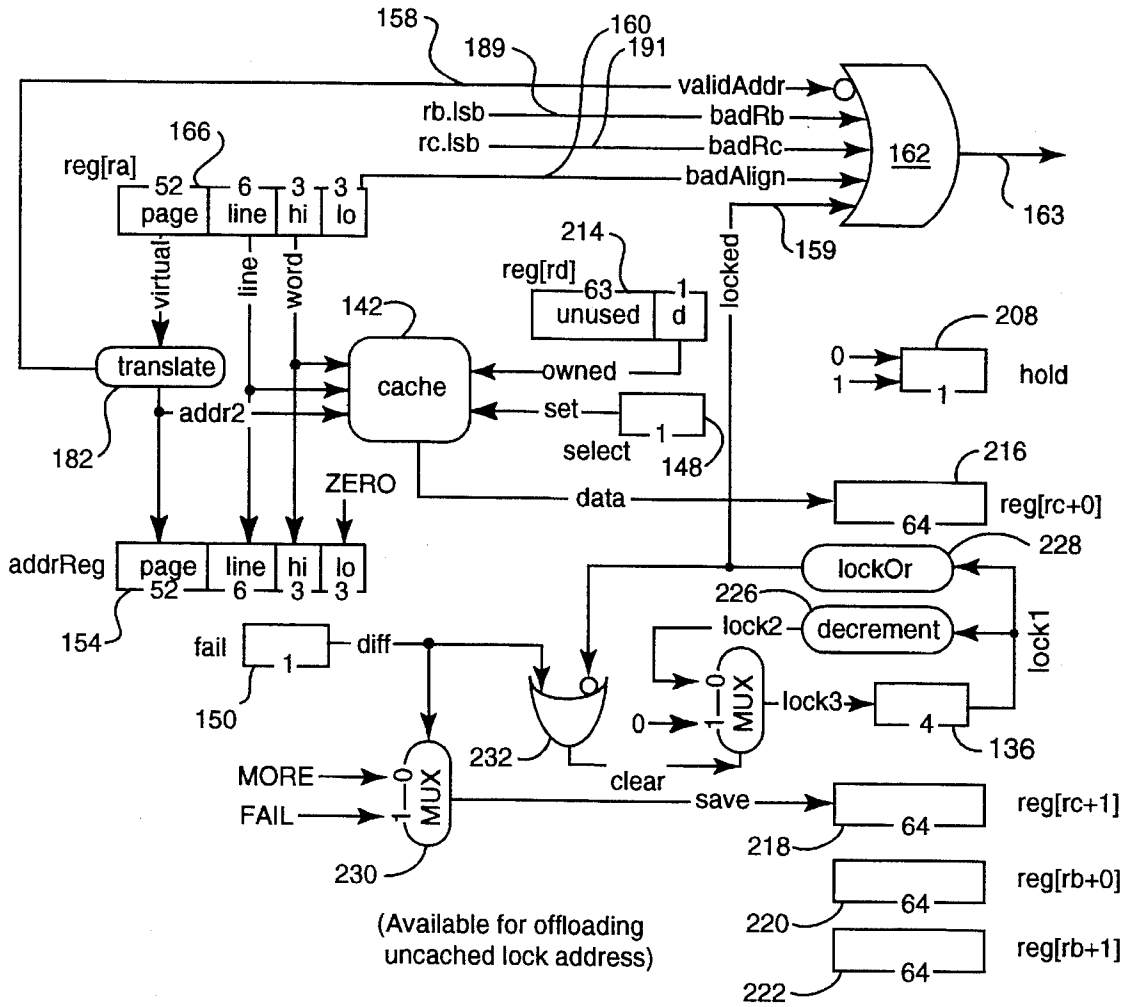 158
189
160
191
validAddr
rb.lsb
badRb
rc.lsb
badRc
162
163
166
reg[ra]
52 6 3 3
page line hi lo
badAlign
159
virtual
line
word
214
reg[rd]
63 1
unused d
locked
142
208
0
1
1
hold
translate
cache
owned
182
addr2
set
1
select
148
216
data
64
reg[rc+0]
ZERO
addrReg
page line hi lo
52 6 3 3
154
lockOr
228
226
lock2
decrement
lock1
fail
1
diff
150
0
1
MUX
0
lock3
4
136
232
clear
MORE
FAIL
0
1
MUX
230
save
64
reg[rc+1]
218
64
reg[rb+0]
220
64
reg[rb+1]
222
(Available for offloading
uncached lock address)